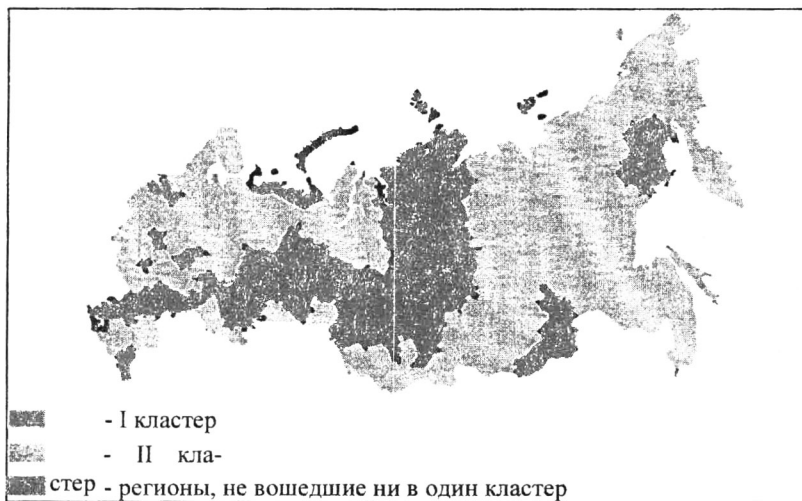 - I кластер
- II кла-
стер - регионы, не вошедшие ни в один кластер